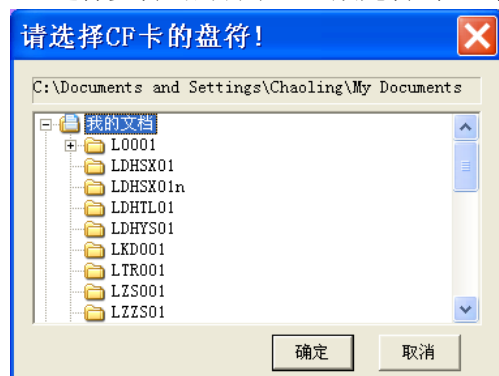 请选择CF卡的盘符!
C:\Documents and Settings\Chaoling\My Documents
我的文档
L0001
LDHSX01
LDHSX01n
LDHTL01
LDHYS01
LKD001
LTR001
LZS001
LZZS01
确定
取消